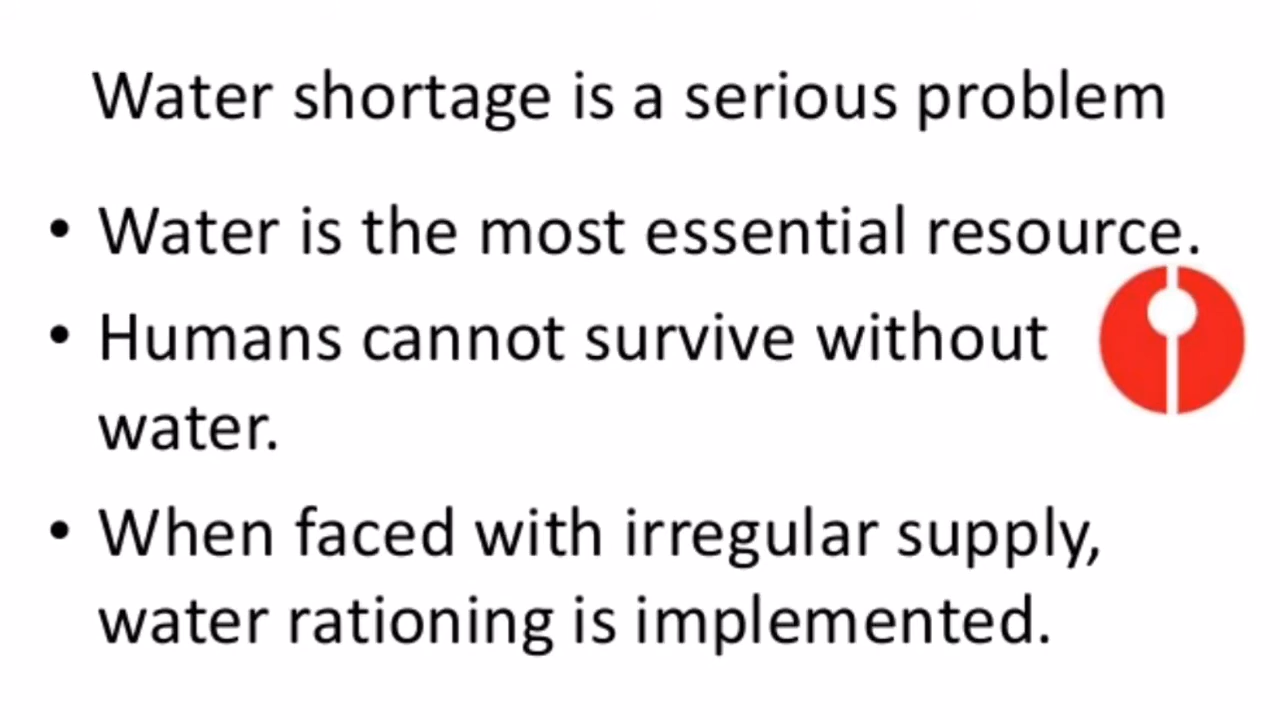 Water shortage is a serious problem
• Water is the most essential resource.
• Humans cannot survive without
water.
• When faced with irregular supply,
water rationing is implemented.